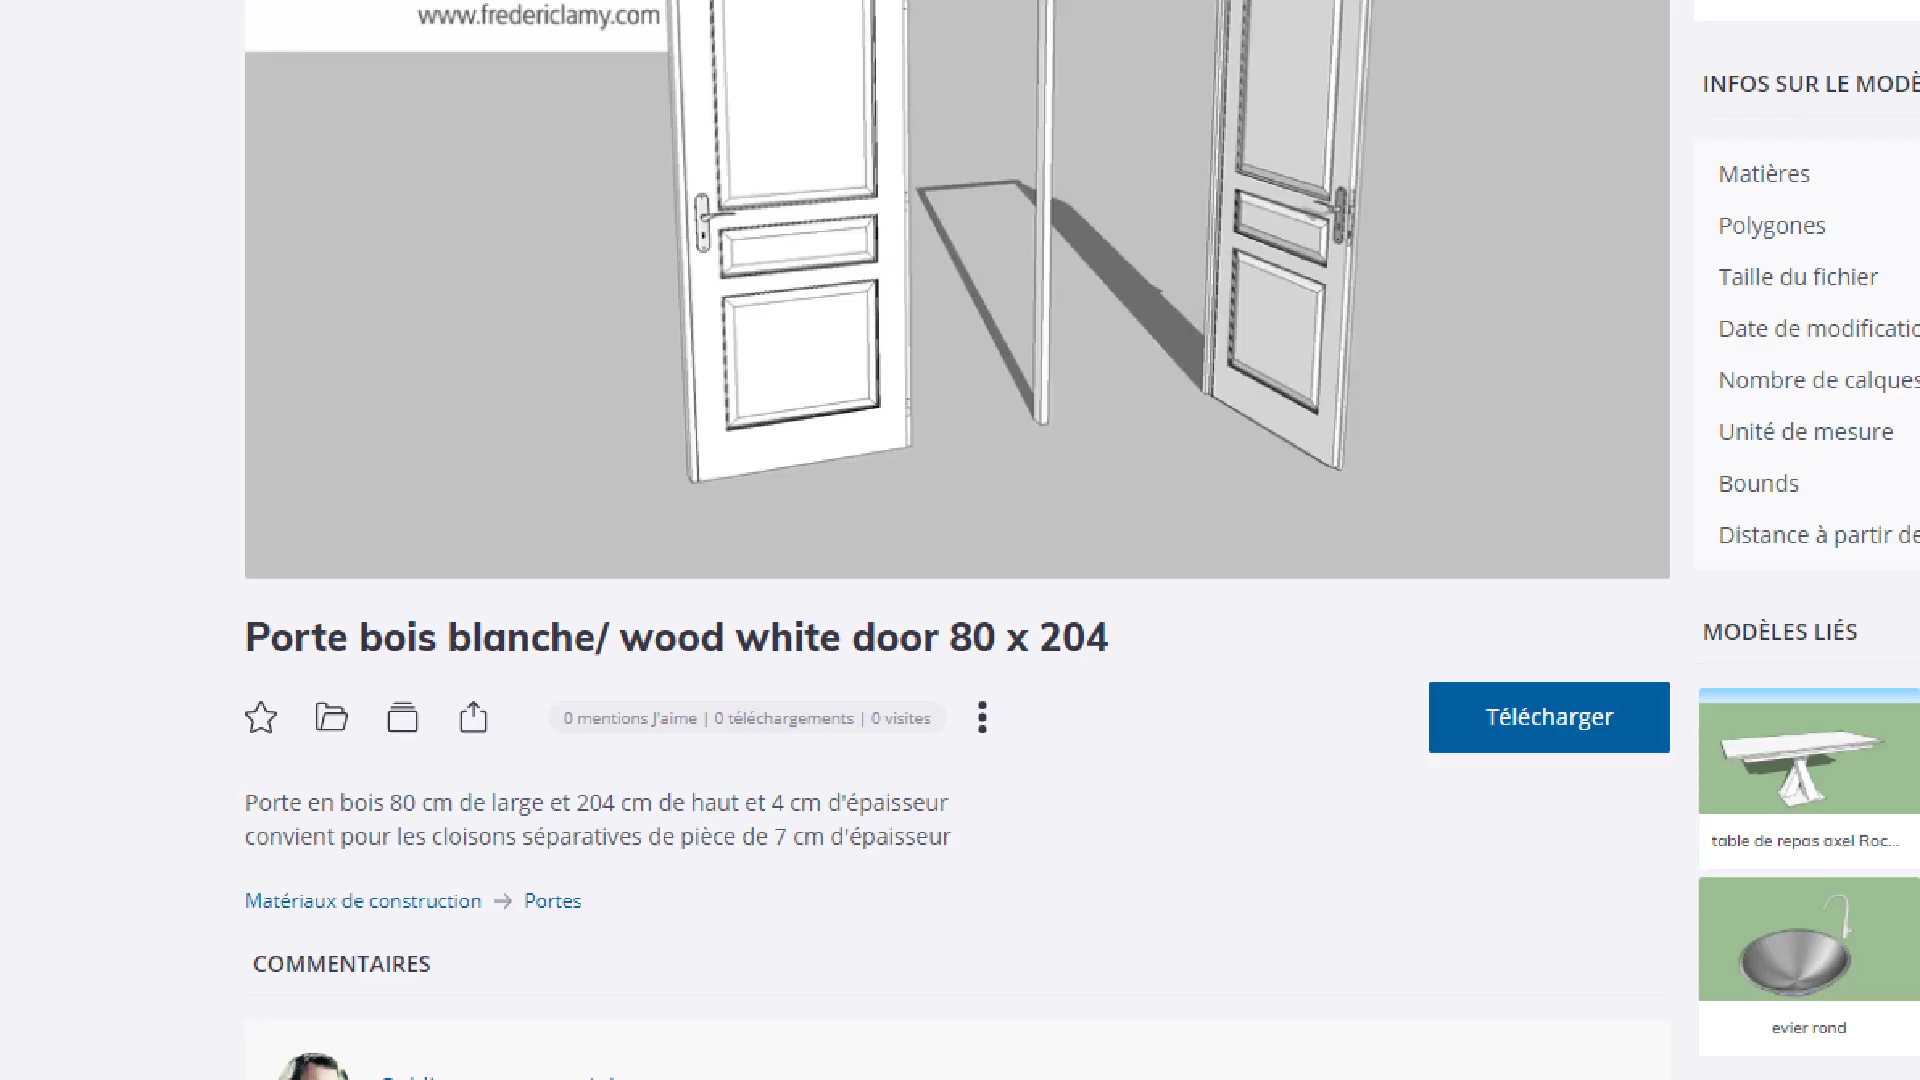 www.fredericlamy.com
INFOS SUR LE MODÈ
Matières
Polygones
Taille du fichier
Date de modificatio
Nombre de calques
Unité de mesure
Bounds
Distance à partir de
Porte bois blanche/ wood white door 80 x 204
0 mentions J'aime | 0 téléchargements | 0 visites
Télécharger
Porte en bois 80 cm de large et 204 cm de haut et 4 cm d'épaisseur
convient pour les cloisons séparatives de pièce de 7 cm d'épaisseur
Matériaux de construction → Portes
COMMENTAIRES
MODÈLES LIÉS
table de repas axel Roc...
evier rond